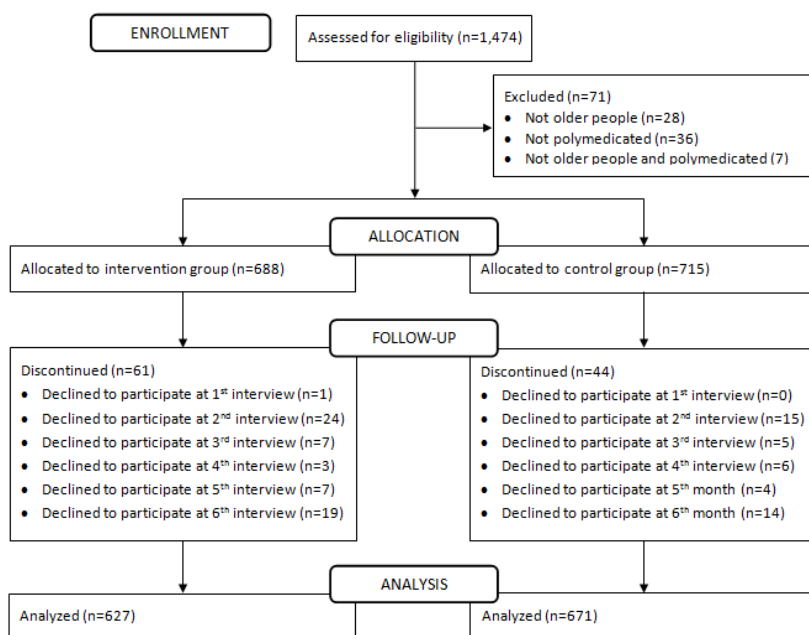 ENROLLMENT
Assessed for eligibility (n=1,474)
Excluded (n=71)
• Not older people (n=28)
• Not polymedicated (n=36)
• Not older people and polymedicated (7)
ALLOCATION
Allocated to intervention group (n=688)
Allocated to control group (n=715)
FOLLOW-UP
Discontinued (n=61)
• Declined to participate at 1st interview (n=1)
• Declined to participate at 2nd interview (n=24)
• Declined to participate at 3rd interview (n=7)
• Declined to participate at 4th interview (n=3)
• Declined to participate at 5th interview (n=7)
• Declined to participate at 6th interview (n=19)
Discontinued (n=44)
• Declined to participate at 1st interview (n=0)
• Declined to participate at 2nd interview (n=15)
• Declined to participate at 3rd interview (n=5)
• Declined to participate at 4th interview (n=6)
• Declined to participate at 5th month (n=4)
• Declined to participate at 6th month (n=14)
ANALYSIS
Analyzed (n=627)
Analyzed (n=671)